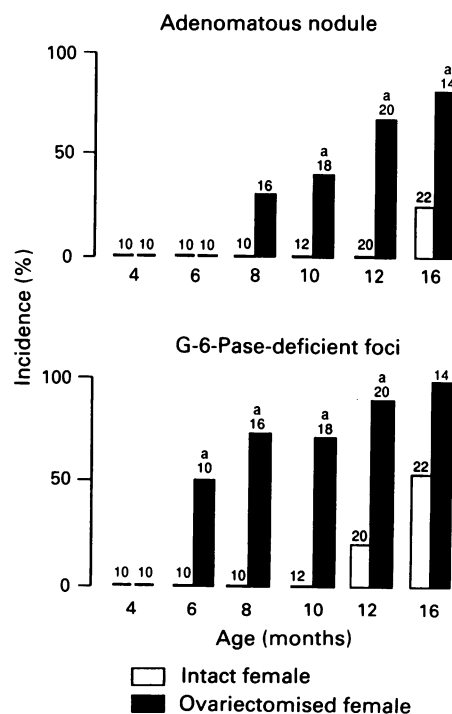 Adenomatous nodule
Incidence (%)
100
50
0
10 10 10 10 10 16 12 a 18 20 a 20 22 a 14
4 6 8 10 12 16
G-6-Pase-deficient foci
100
50
0
10 10 10 a 10 10 a 16 12 a 18 20 a 20 22 14
4 6 8 10 12 16
Age (months)
Intact female
Ovariectomised female